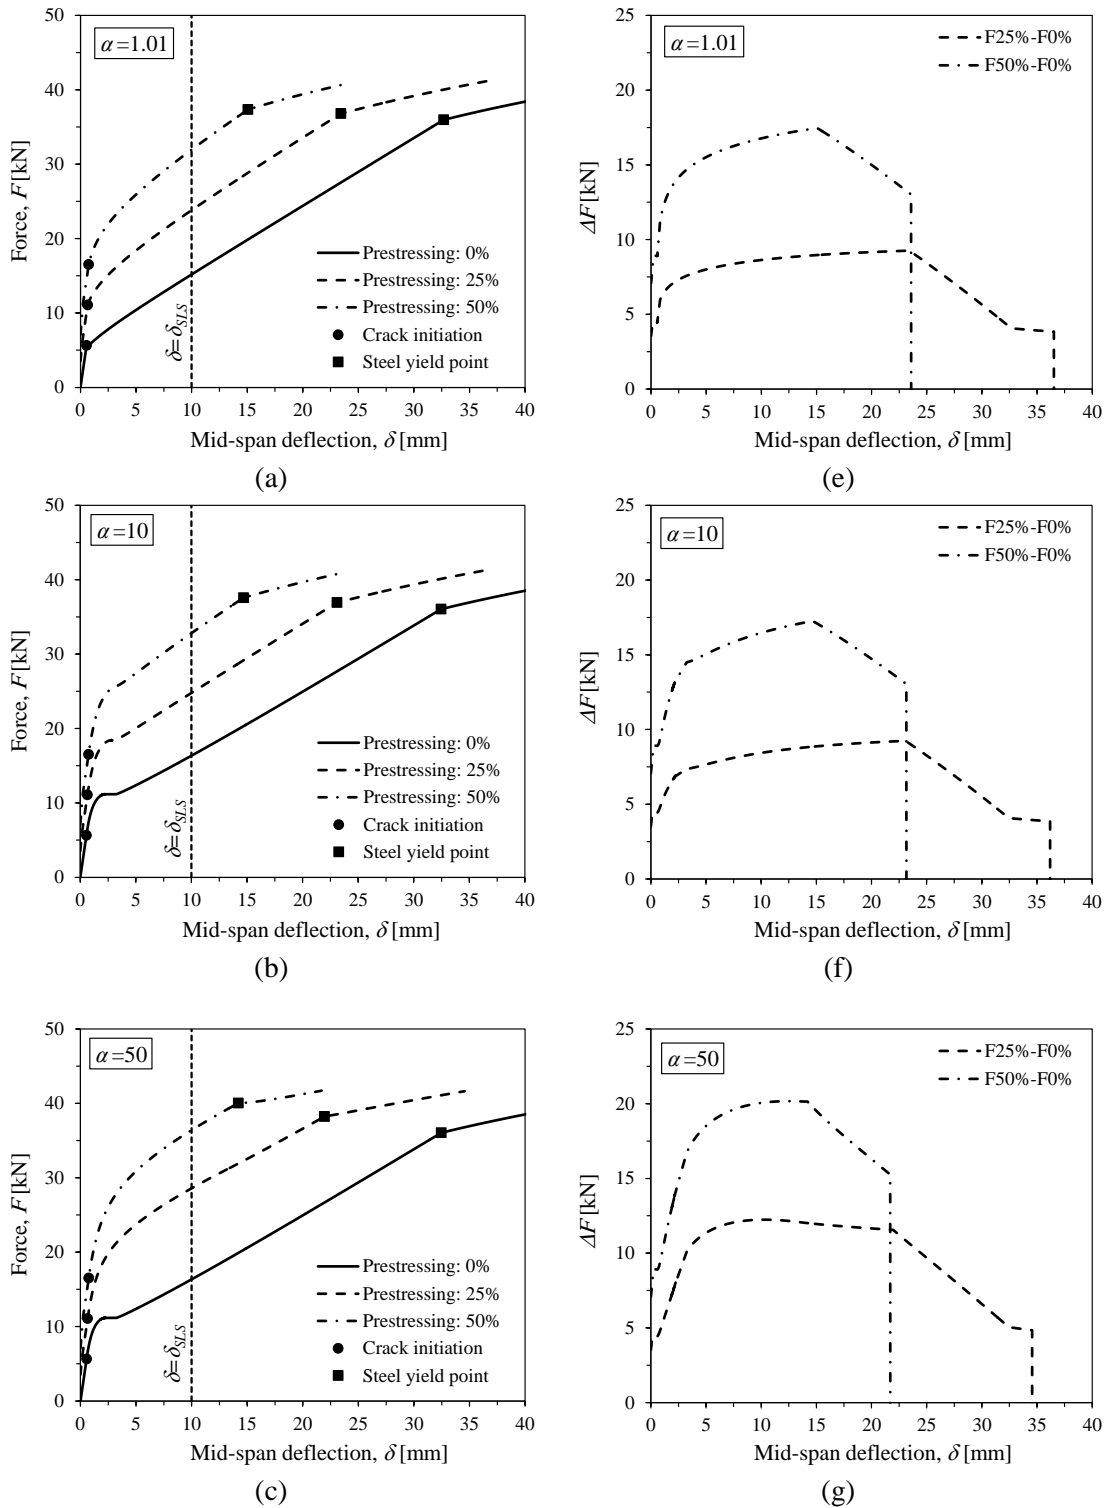 α=1.01
Force, F [kN]
50
40
30
20
10
0
δ=δSLS
Prestressing: 0%
Prestressing: 25%
Prestressing: 50%
Crack initiation
Steel yield point
0 5 10 15 20 25 30 35 40
Mid-span deflection, δ [mm]
(a)
α=1.01
F25%-F0%
F50%-F0%
ΔF [kN]
25
20
15
10
5
0
0 5 10 15 20 25 30 35 40
Mid-span deflection, δ [mm]
(e)
α=10
Force, F [kN]
50
40
30
20
10
0
δ=δSLS
Prestressing: 0%
Prestressing: 25%
Prestressing: 50%
Crack initiation
Steel yield point
0 5 10 15 20 25 30 35 40
Mid-span deflection, δ [mm]
(b)
α=10
F25%-F0%
F50%-F0%
ΔF [kN]
25
20
15
10
5
0
0 5 10 15 20 25 30 35 40
Mid-span deflection, δ [mm]
(f)
α=50
Force, F [kN]
50
40
30
20
10
0
δ=δSLS
Prestressing: 0%
Prestressing: 25%
Prestressing: 50%
Crack initiation
Steel yield point
0 5 10 15 20 25 30 35 40
Mid-span deflection, δ [mm]
(c)
α=50
F25%-F0%
F50%-F0%
ΔF [kN]
25
20
15
10
5
0
0 5 10 15 20 25 30 35 40
Mid-span deflection, δ [mm]
(g)